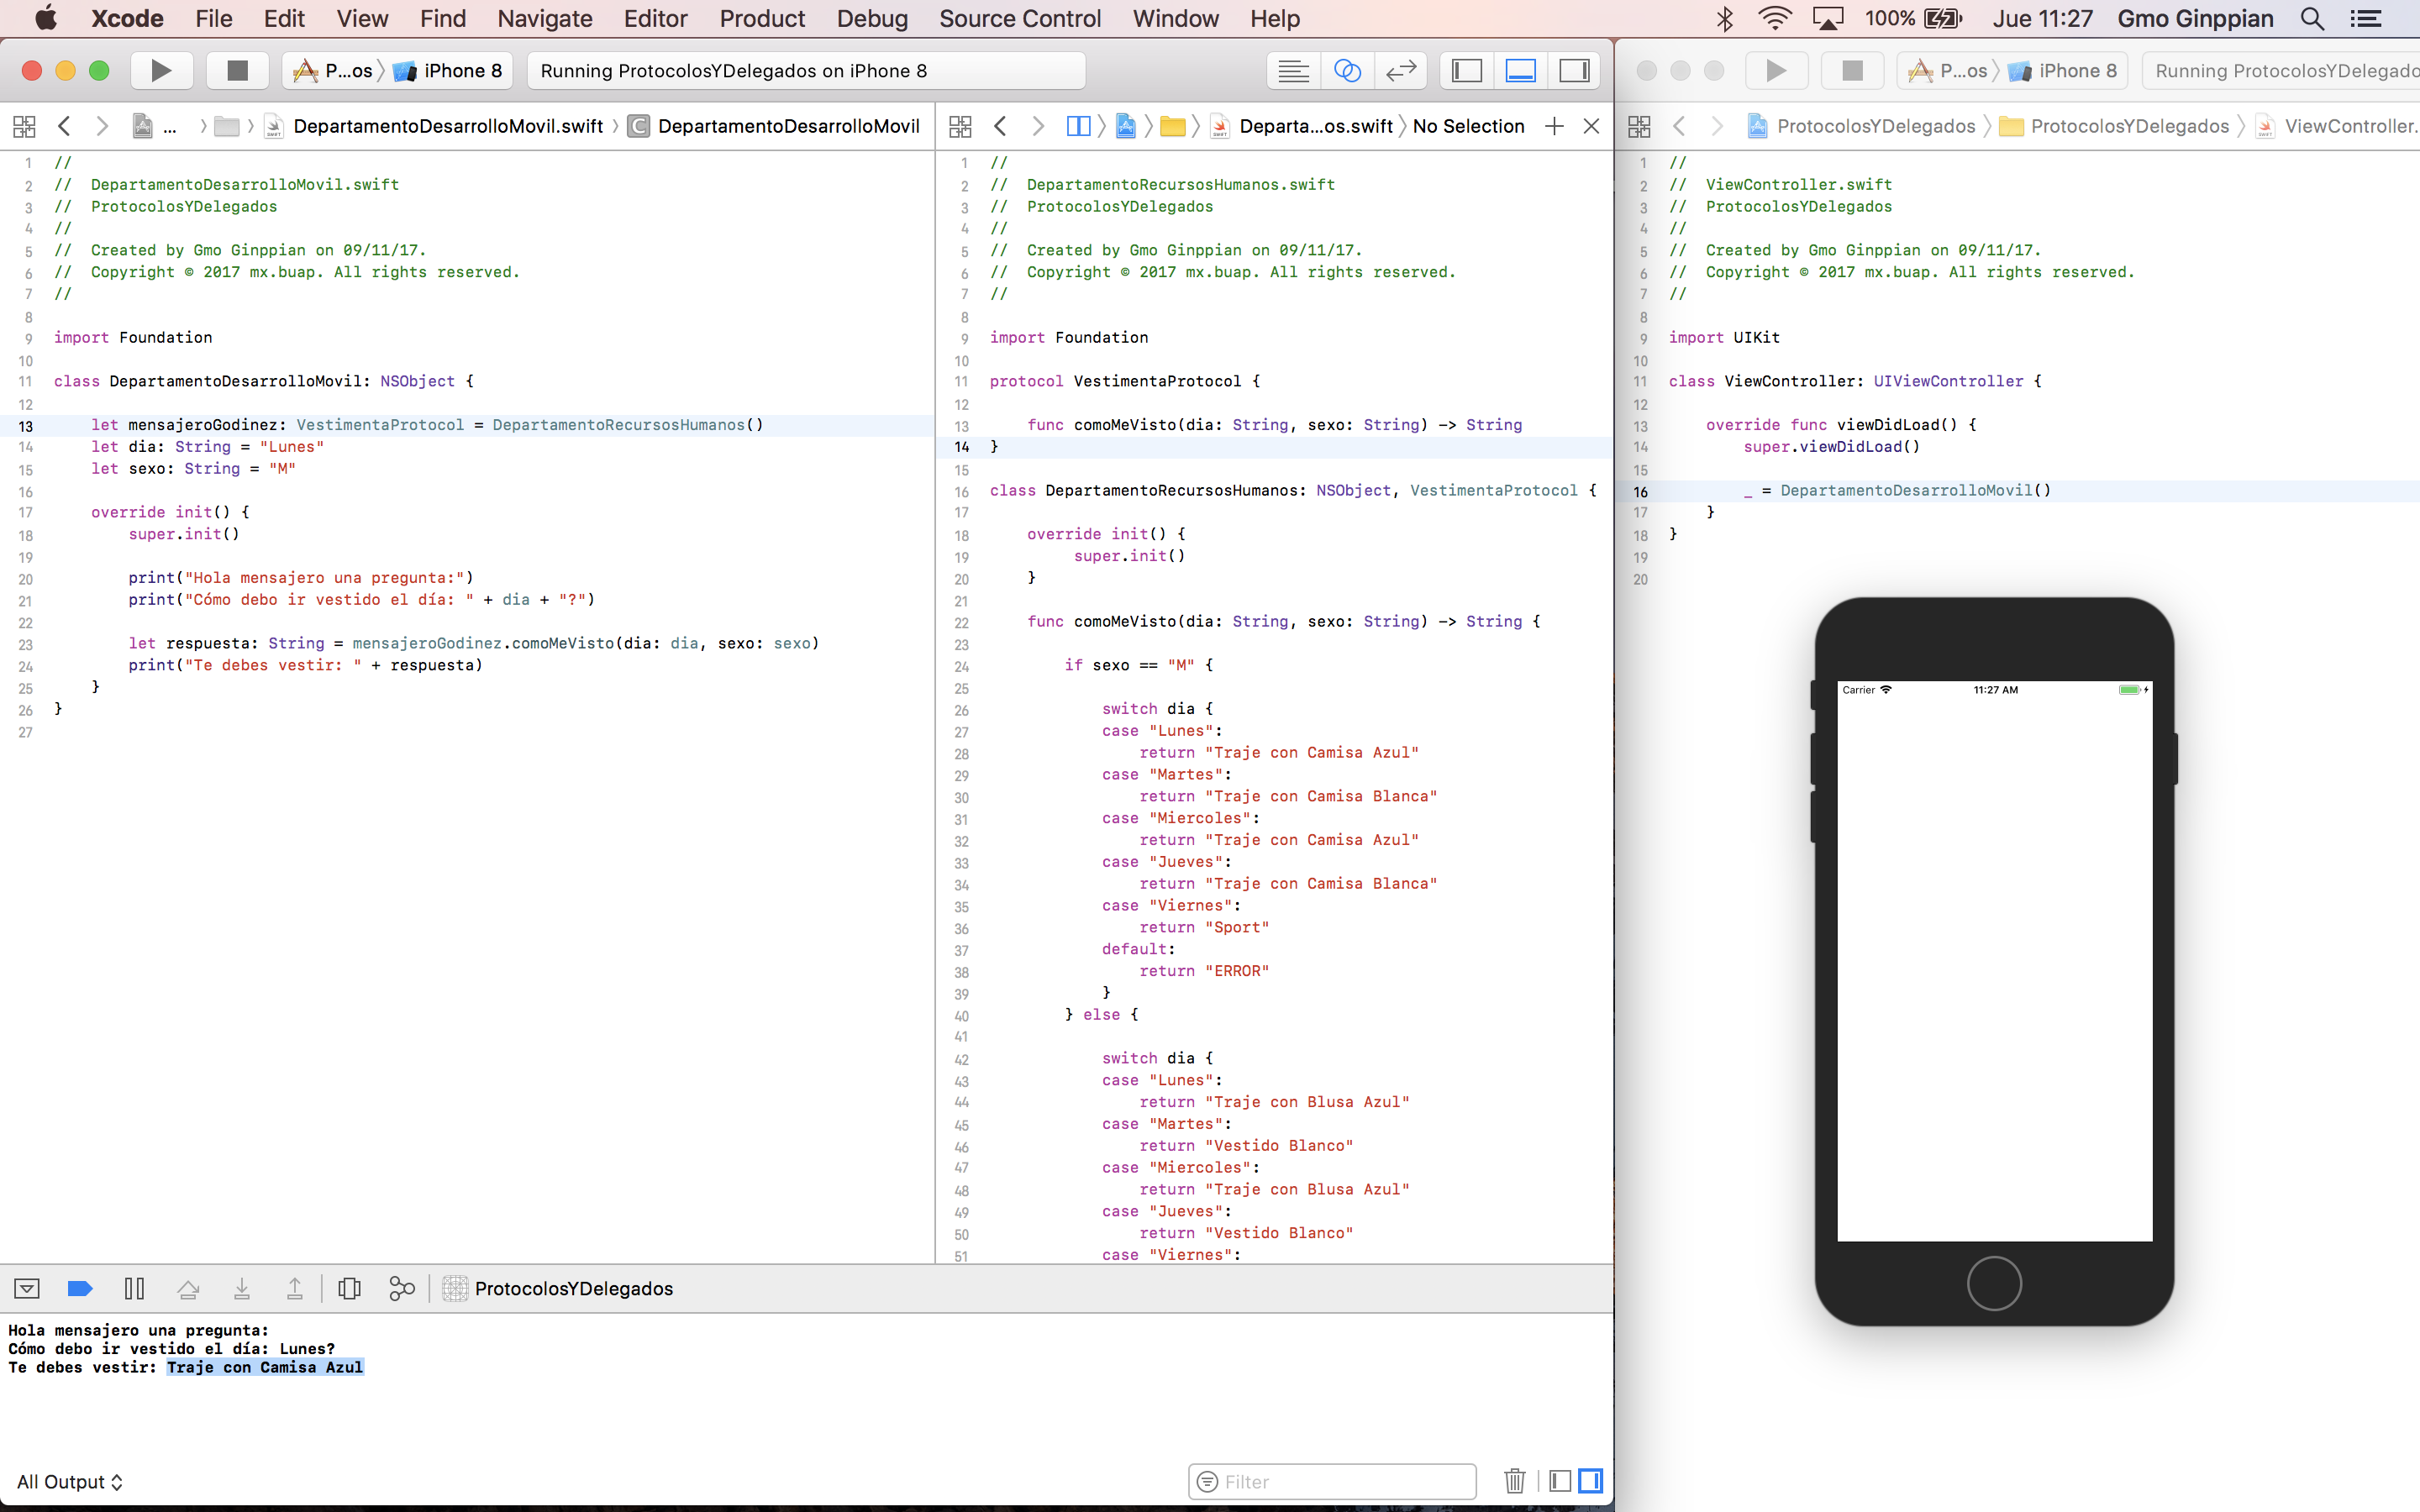 Xcode File Edit View Find Navigate Editor Product Debug Source Control Window Help 100% Jue 11:27 Gmo Ginppian
P...os iPhone 8 Running ProtocolosYDelegados on iPhone 8
... DepartamentoDesarrolloMovil.swift DepartamentoDesarrolloMovil
1 //
2 //  DepartamentoDesarrolloMovil.swift
3 //  ProtocolosYDelegados
4 //
5 //  Created by Gmo Ginppian on 09/11/17.
6 //  Copyright © 2017 mx.buap. All rights reserved.
7 //
8
9 import Foundation
10
11 class DepartamentoDesarrolloMovil: NSObject {
12
13     let mensajeroGodinez: VestimentaProtocol = DepartamentoRecursosHumanos()
14     let dia: String = "Lunes"
15     let sexo: String = "M"
16
17     override init() {
18         super.init()
19
20         print("Hola mensajero una pregunta:")
21         print("Cómo debo ir vestido el día: " + dia + "?")
22
23         let respuesta: String = mensajeroGodinez.comoMeVisto(dia: dia, sexo: sexo)
24         print("Te debes vestir: " + respuesta)
25     }
26 }
27
Departa...os.swift No Selection
1 //
2 //  DepartamentoRecursosHumanos.swift
3 //  ProtocolosYDelegados
4 //
5 //  Created by Gmo Ginppian on 09/11/17.
6 //  Copyright © 2017 mx.buap. All rights reserved.
7 //
8
9 import Foundation
10
11 protocol VestimentaProtocol {
12
13     func comoMeVisto(dia: String, sexo: String) -> String
14 }
15
16 class DepartamentoRecursosHumanos: NSObject, VestimentaProtocol {
17
18     override init() {
19          super.init()
20     }
21
22     func comoMeVisto(dia: String, sexo: String) -> String {
23
24         if sexo == "M" {
25
26             switch dia {
27             case "Lunes":
28                 return "Traje con Camisa Azul"
29             case "Martes":
30                 return "Traje con Camisa Blanca"
31             case "Miercoles":
32                 return "Traje con Camisa Azul"
33             case "Jueves":
34                 return "Traje con Camisa Blanca"
35             case "Viernes":
36                 return "Sport"
37             default:
38                 return "ERROR"
39             }
40         } else {
41
42             switch dia {
43             case "Lunes":
44                 return "Traje con Blusa Azul"
45             case "Martes":
46                 return "Vestido Blanco"
47             case "Miercoles":
48                 return "Traje con Blusa Azul"
49             case "Jueves":
50                 return "Vestido Blanco"
51             case "Viernes":
ProtocolosYDelegados
Hola mensajero una pregunta:
Cómo debo ir vestido el día: Lunes?
Te debes vestir: Traje con Camisa Azul
All Output Filter
P...os iPhone 8 Running ProtocolosYDelegado
ProtocolosYDelegados ProtocolosYDelegados ViewController.
1 //
2 //  ViewController.swift
3 //  ProtocolosYDelegados
4 //
5 //  Created by Gmo Ginppian on 09/11/17.
6 //  Copyright © 2017 mx.buap. All rights reserved.
7 //
8
9 import UIKit
10
11 class ViewController: UIViewController {
12
13     override func viewDidLoad() {
14         super.viewDidLoad()
15
16         _ = DepartamentoDesarrolloMovil()
17     }
18 }
19
20
Carrier 11:27 AM